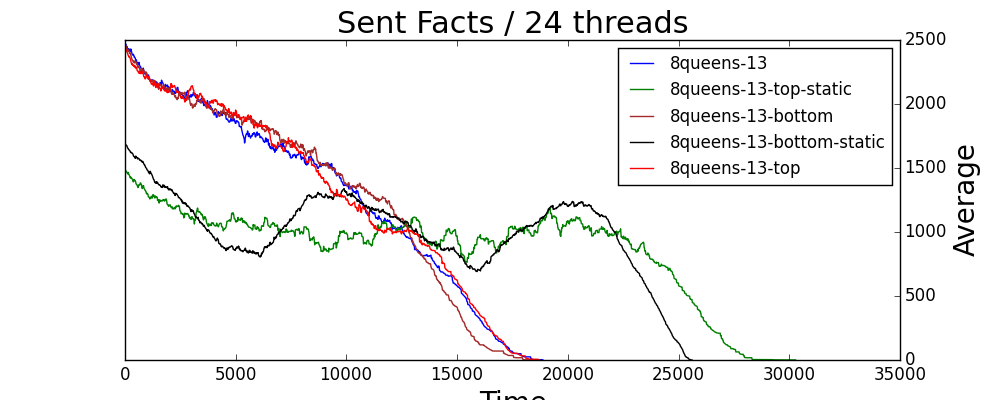 Sent Facts / 24 threads
8queens-13
8queens-13-top-static
8queens-13-bottom
8queens-13-bottom-static
8queens-13-top
2500
2000
1500
1000
500
0
Average
0 5000 10000 15000 20000 25000 30000 35000
Time